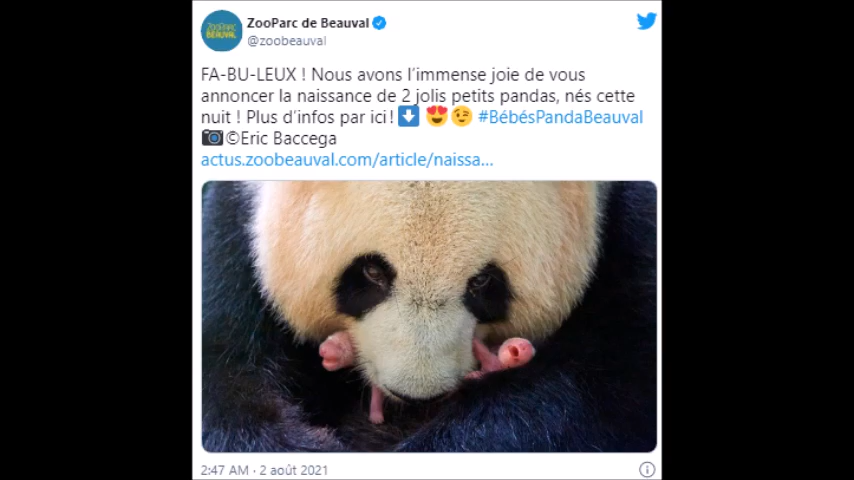 ZooParc de Beauval
@zoobeauval
FA-BU-LEUX ! Nous avons l'immense joie de vous
annoncer la naissance de 2 jolis petits pandas, nés cette
nuit ! Plus d'infos par ici ! ⬇️ 😍😉 #BébésPandaBeauval
📷©Eric Baccega
actus.zoobeauval.com/article/naissa...
2:47 AM · 2 août 2021